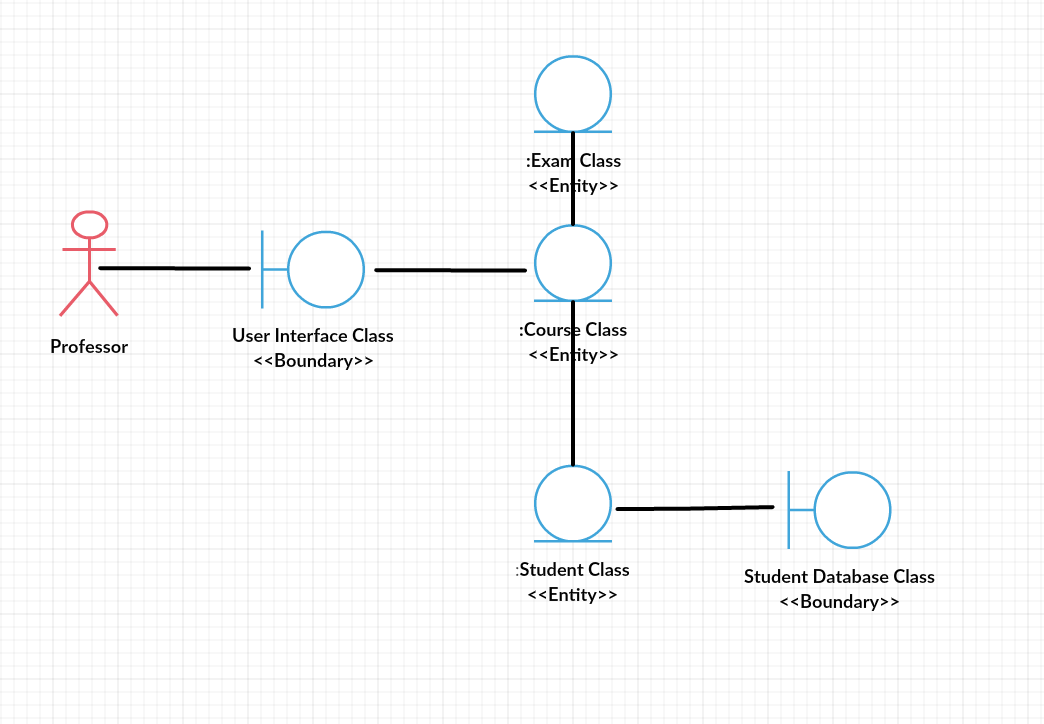 :Exam Class
<<Entity>>
Professor
User Interface Class
<<Boundary>>
:Course Class
<<Entity>>
:Student Class
<<Entity>>
Student Database Class
<<Boundary>>